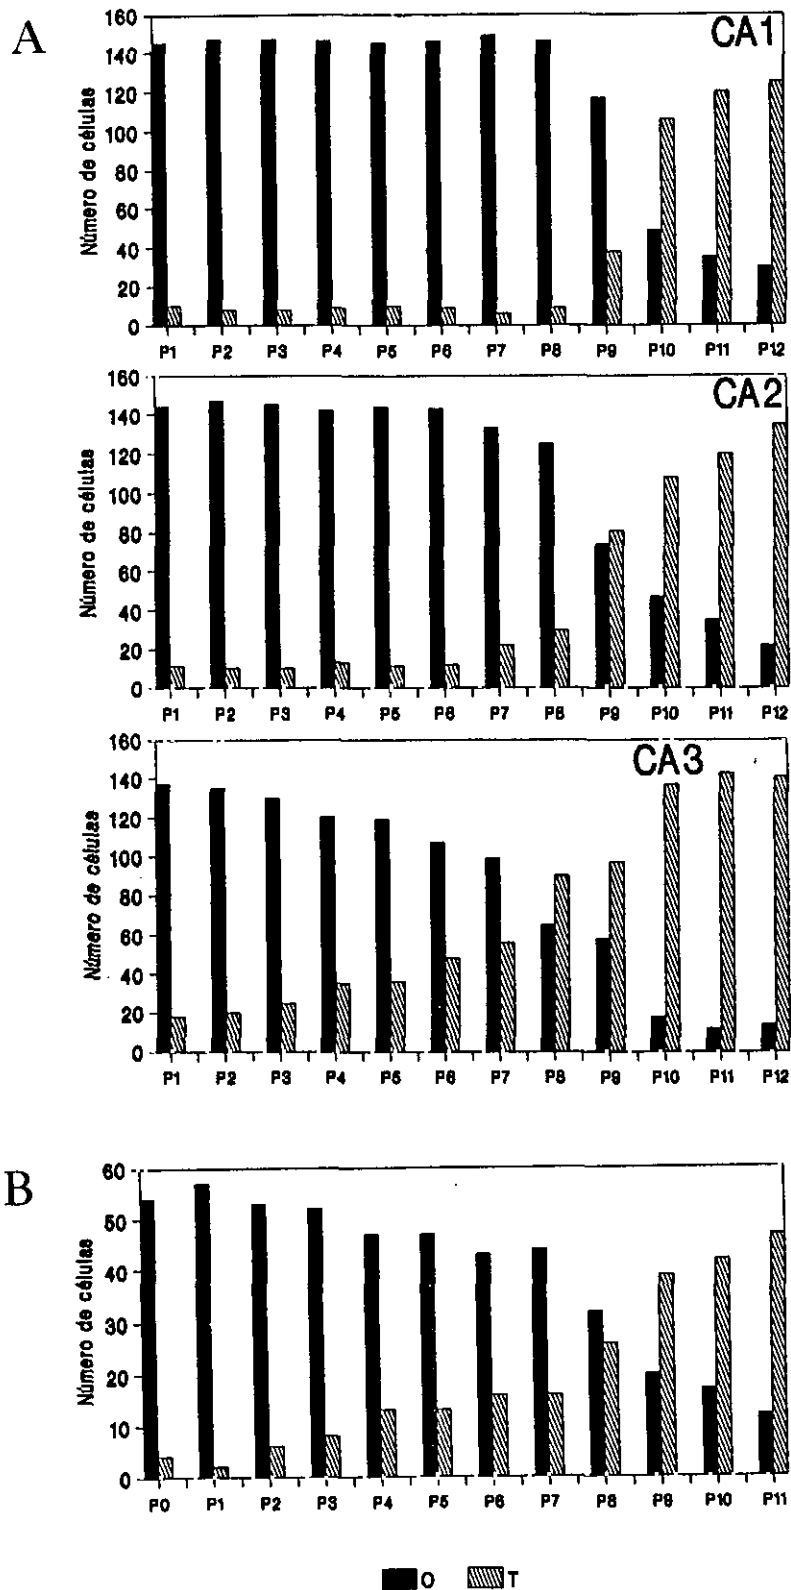 A
CA1
Número de células
160
140
120
100
80
60
40
20
0
P1 P2 P3 P4 P5 P6 P7 P8 P9 P10 P11 P12
CA2
Número de células
160
140
120
100
80
60
40
20
0
P1 P2 P3 P4 P5 P6 P7 P8 P9 P10 P11 P12
CA3
Número de células
160
140
120
100
80
60
40
20
0
P1 P2 P3 P4 P5 P6 P7 P8 P9 P10 P11 P12
B
Número de células
60
50
40
30
20
10
0
P0 P1 P2 P3 P4 P5 P6 P7 P8 P9 P10 P11
O T